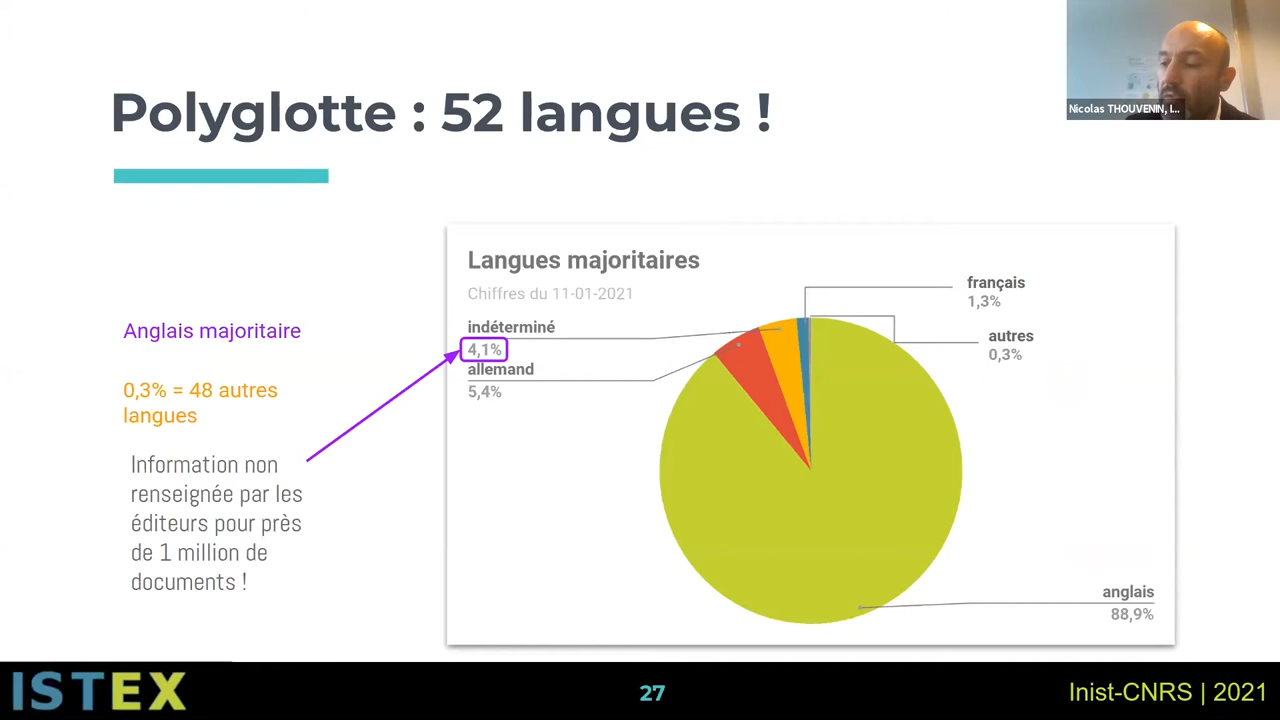 Nicolas THOUVENIN, I...
Polyglotte : 52 langues !
Langues majoritaires
Chiffres du 11-01-2021
indéterminé
4,1%
allemand
5,4%
français
1,3%
autres
0,3%
anglais
88,9%
Anglais majoritaire
0,3% = 48 autres
langues
Information non
renseignée par les
éditeurs pour près
de 1 million de
documents !
ISTEX
27
Inist-CNRS | 2021